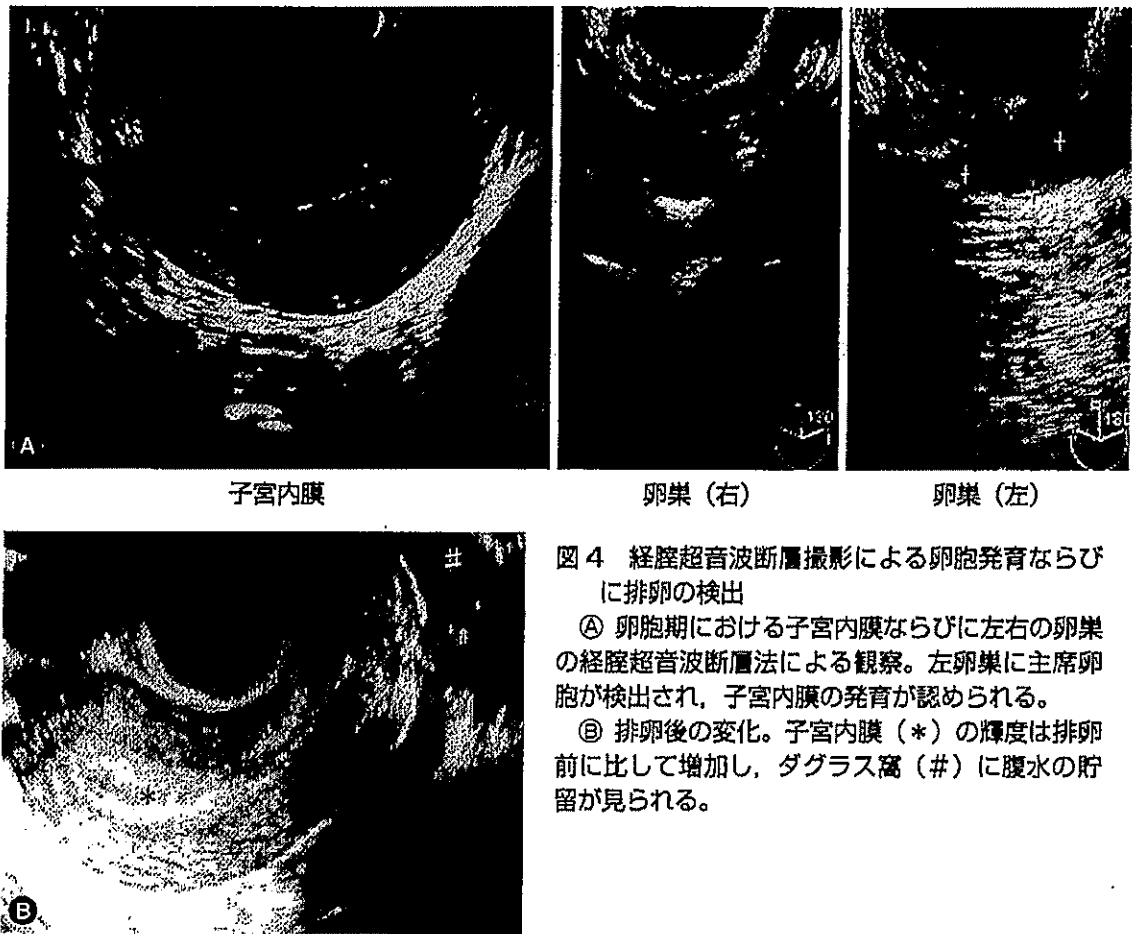 A
130
180
子宮内膜
卵巣（右）
卵巣（左）
#
*
B
図4 経腟超音波断層撮影による卵胞発育ならび
に排卵の検出
Ⓐ 卵胞期における子宮内膜ならびに左右の卵巣
の経腟超音波断層法による観察。左卵巣に主席卵
胞が検出され，子宮内膜の発育が認められる。
Ⓑ 排卵後の変化。子宮内膜（*）の輝度は排卵
前に比して増加し，ダグラス窩（#）に腹水の貯
留が見られる。